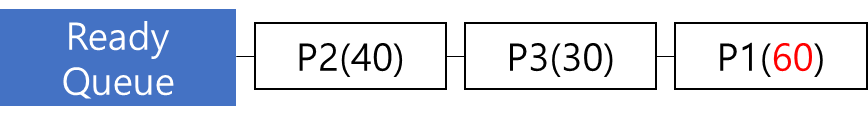 Ready
Queue
P2(40)
P3(30)
P1(60)